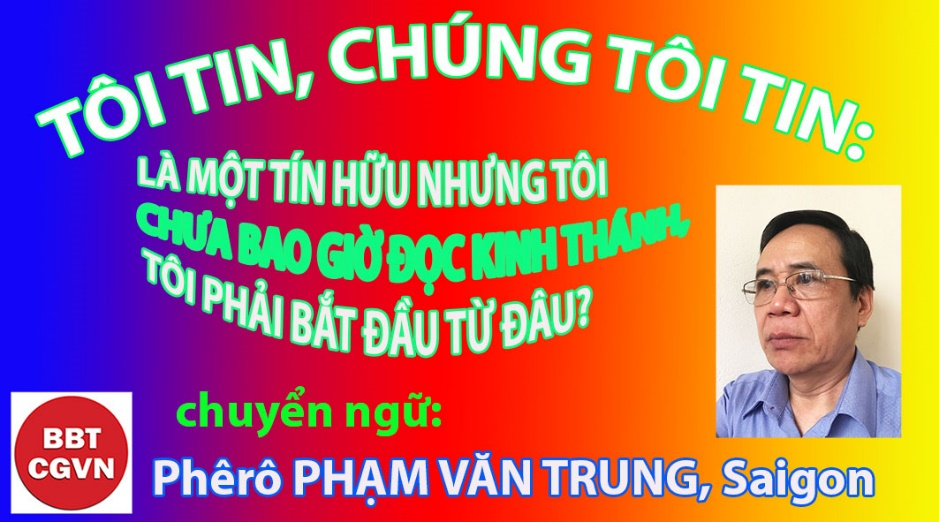 TÔI TIN, CHÚNG TÔI TIN:
LÀ MỘT TÍN HỮU NHƯNG TÔI
CHƯA BAO GIỜ ĐỌC KINH THÁNH,
TÔI PHẢI BẮT ĐẦU TỪ ĐÂU?
chuyển ngữ:
BBT
CGVN
Phêrô PHẠM VĂN TRUNG, Saigon